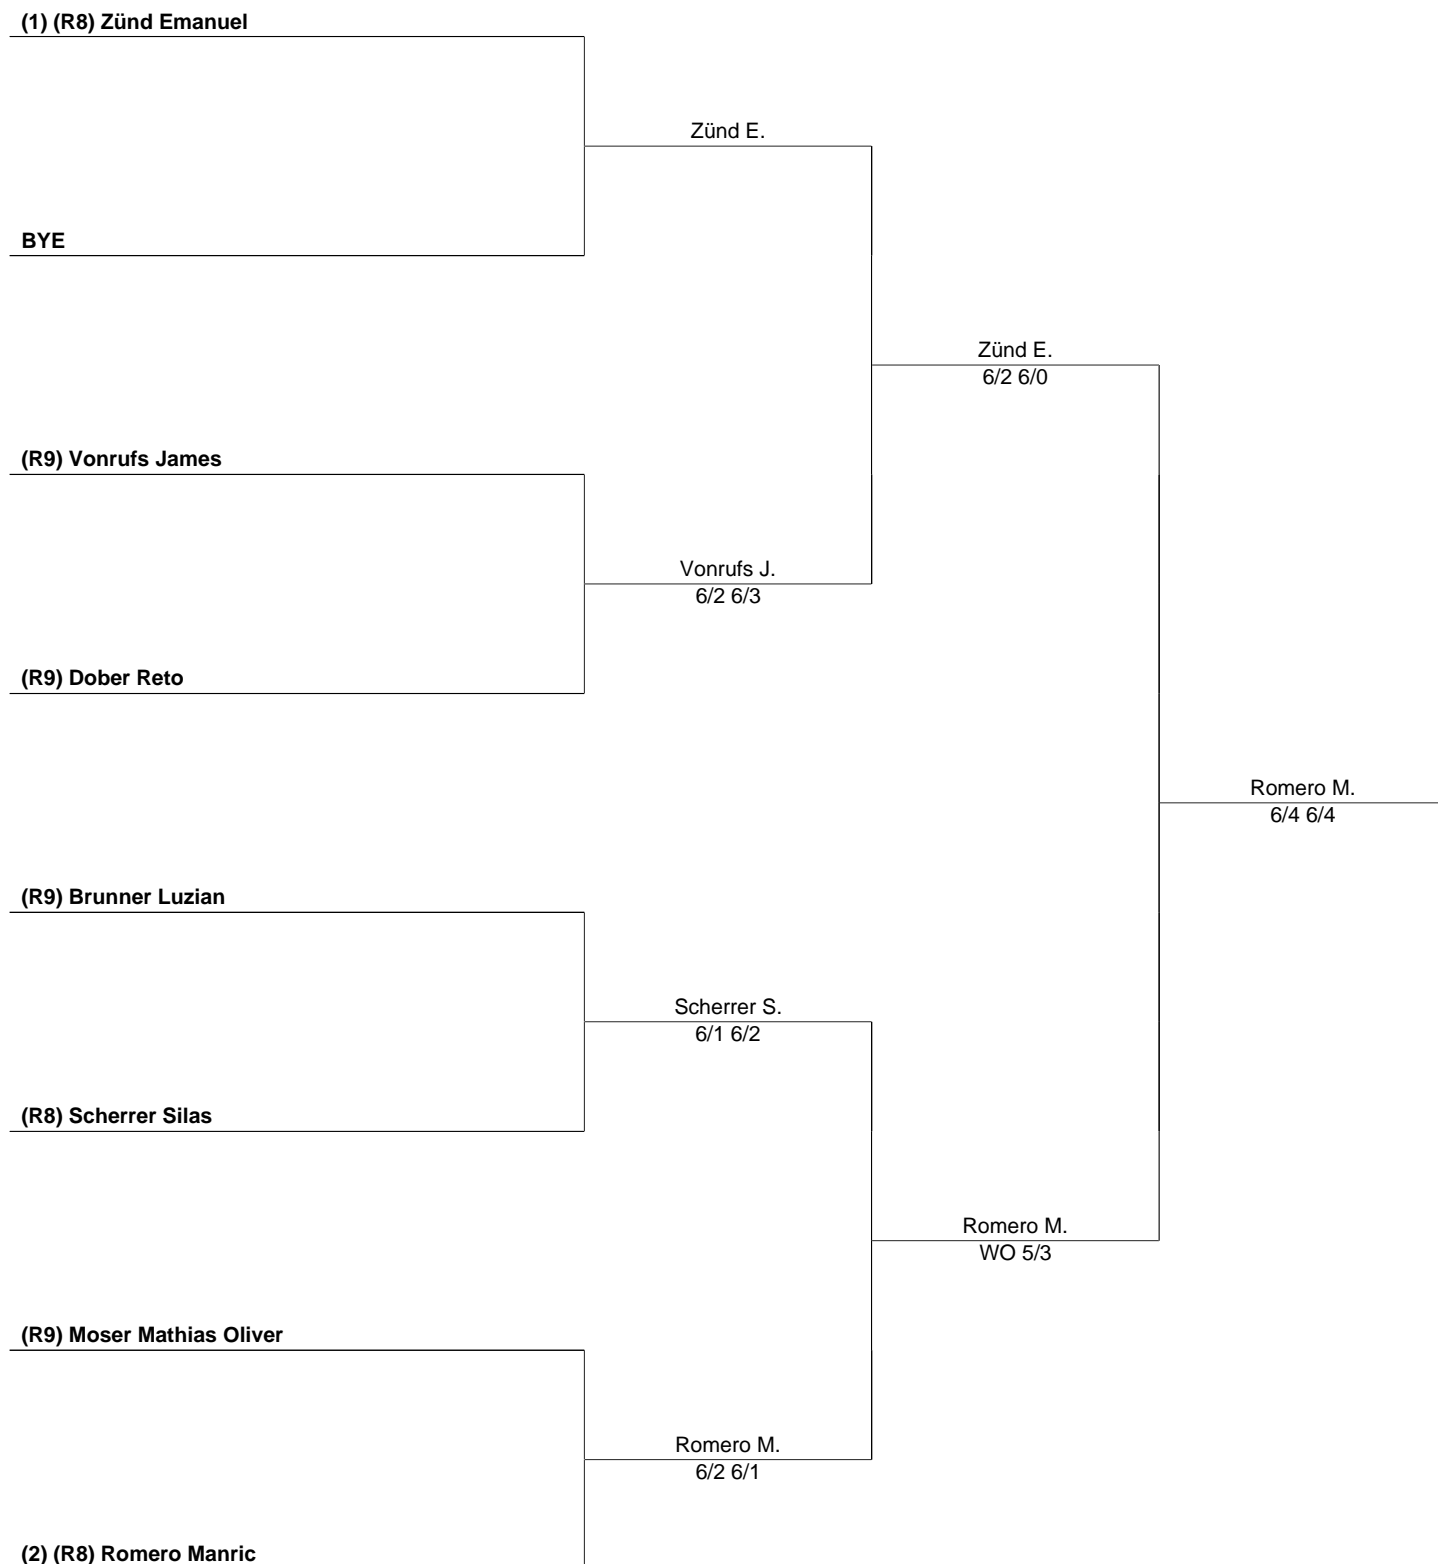 (1) (R8) Zünd Emanuel
Zünd E.
BYE
Zünd E.
6/2 6/0
(R9) Vonrufs James
Vonrufs J.
6/2 6/3
(R9) Dober Reto
Romero M.
6/4 6/4
(R9) Brunner Luzian
Scherrer S.
6/1 6/2
(R8) Scherrer Silas
Romero M.
WO 5/3
(R9) Moser Mathias Oliver
Romero M.
6/2 6/1
(2) (R8) Romero Manric